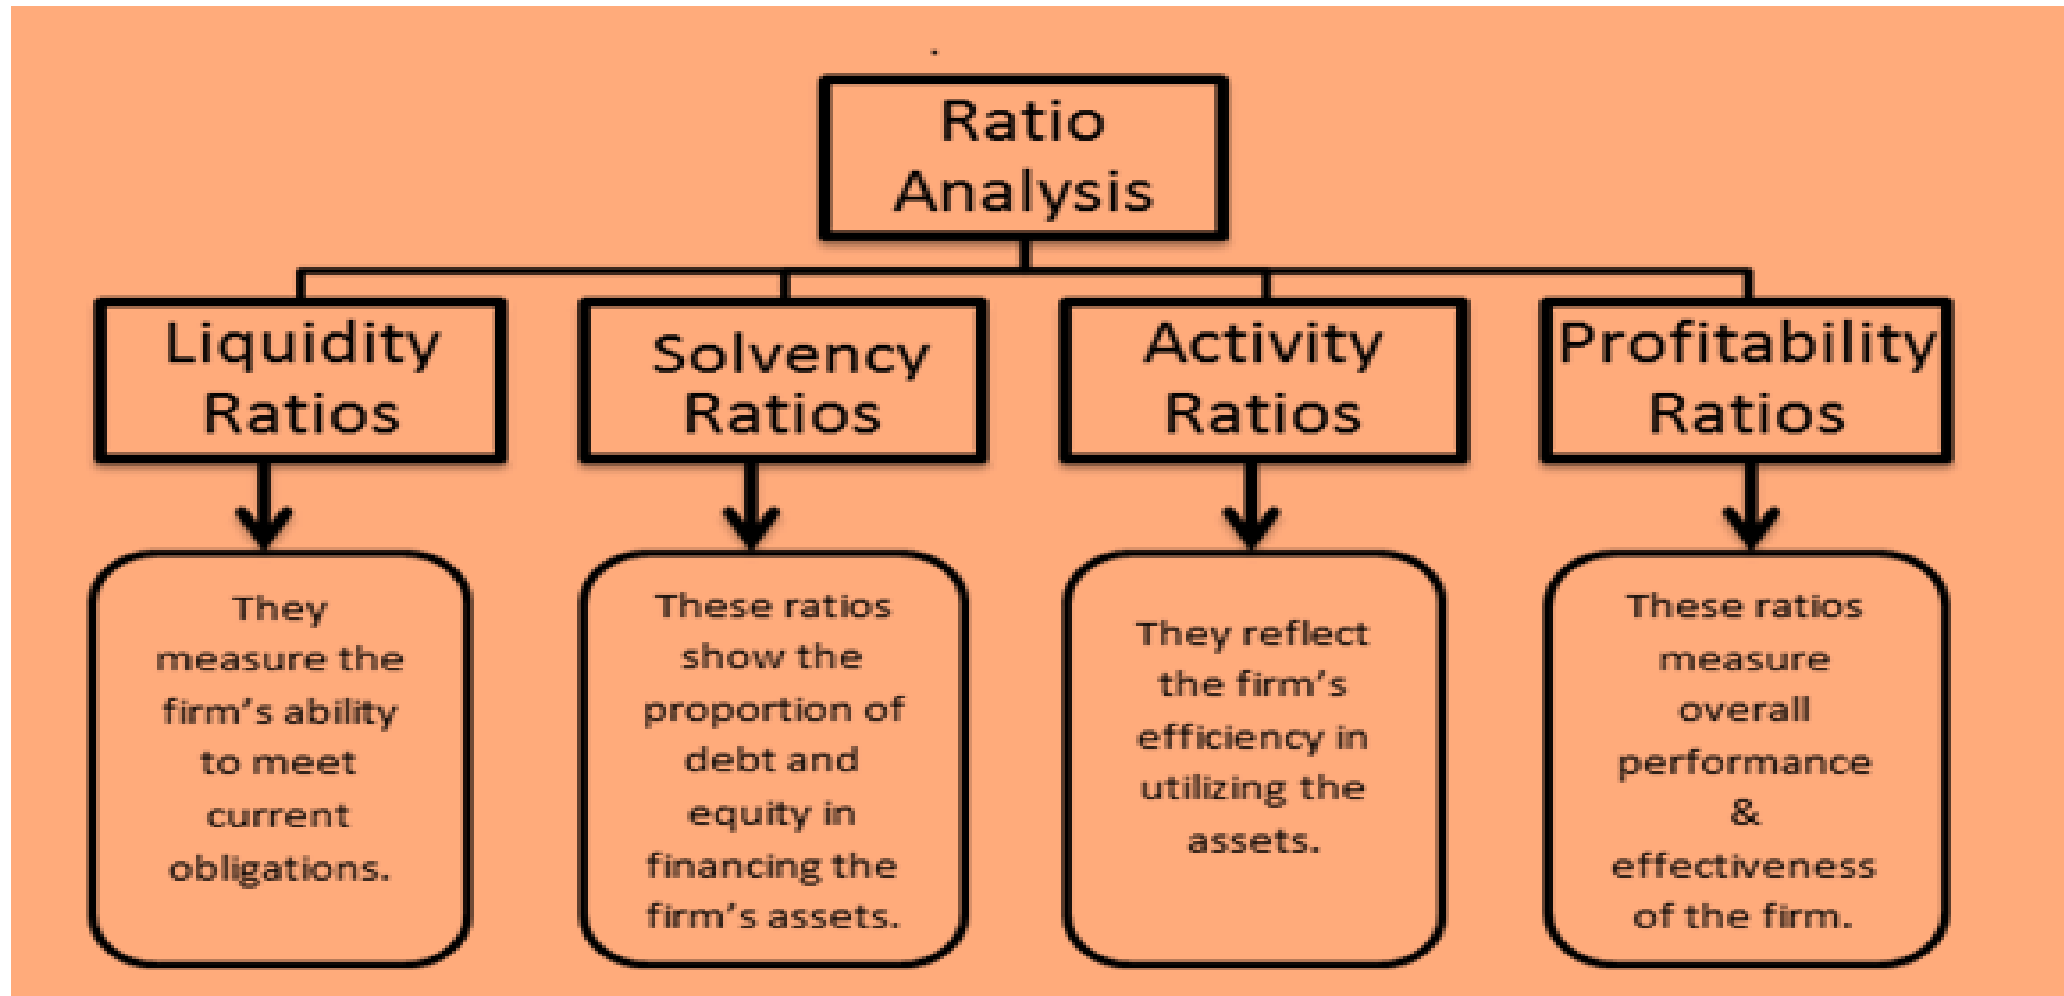 Ratio
Analysis
Liquidity
Ratios
Solvency
Ratios
Activity
Ratios
Profitability
Ratios
They
measure the
firm's ability
to meet
current
obligations.
These ratios
show the
proportion of
debt and
equity in
financing the
firm's assets.
They reflect
the firm's
efficiency in
utilizing the
assets.
These ratios
measure
overall
performance
&
effectiveness
of the firm.